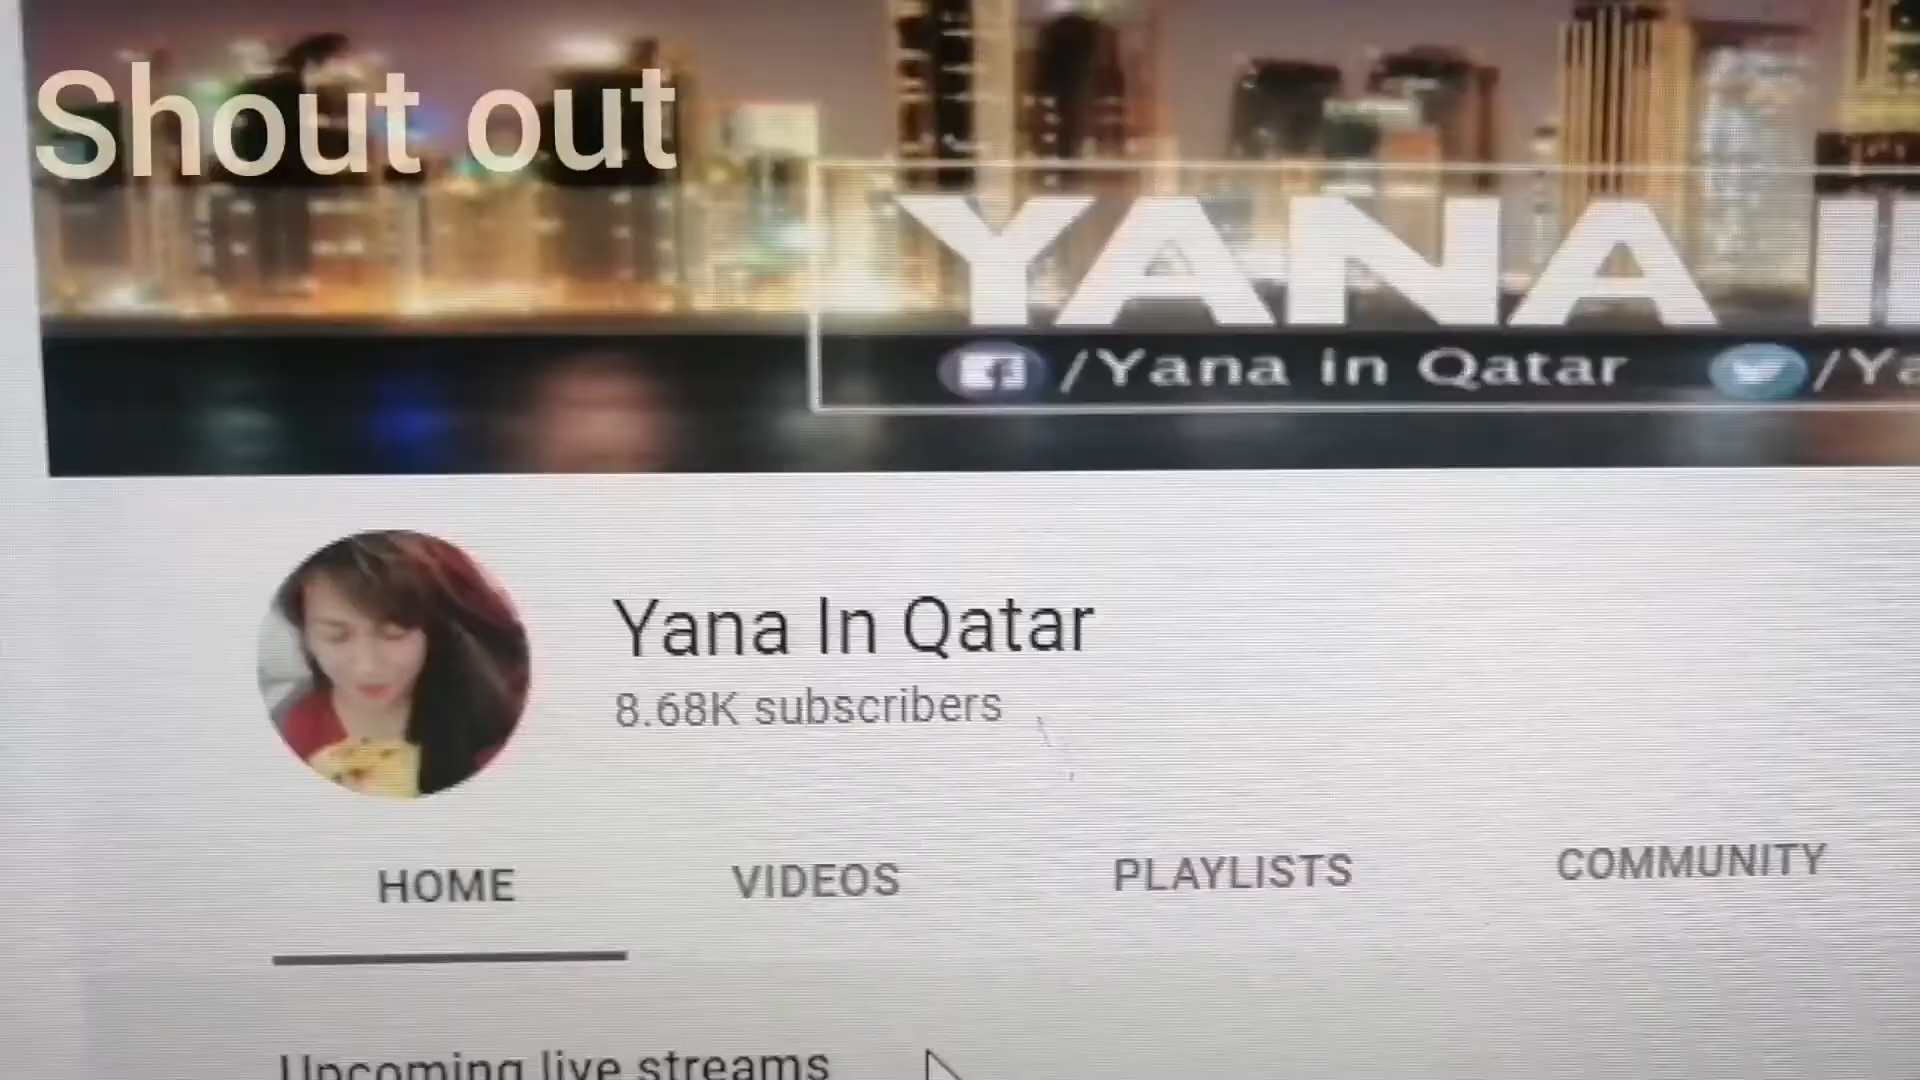 Shout out
YANA
/Yana in Qatar
Yana In Qatar
8.68K subscribers
HOME VIDEOS PLAYLISTS COMMUNITY
Upcoming live streams